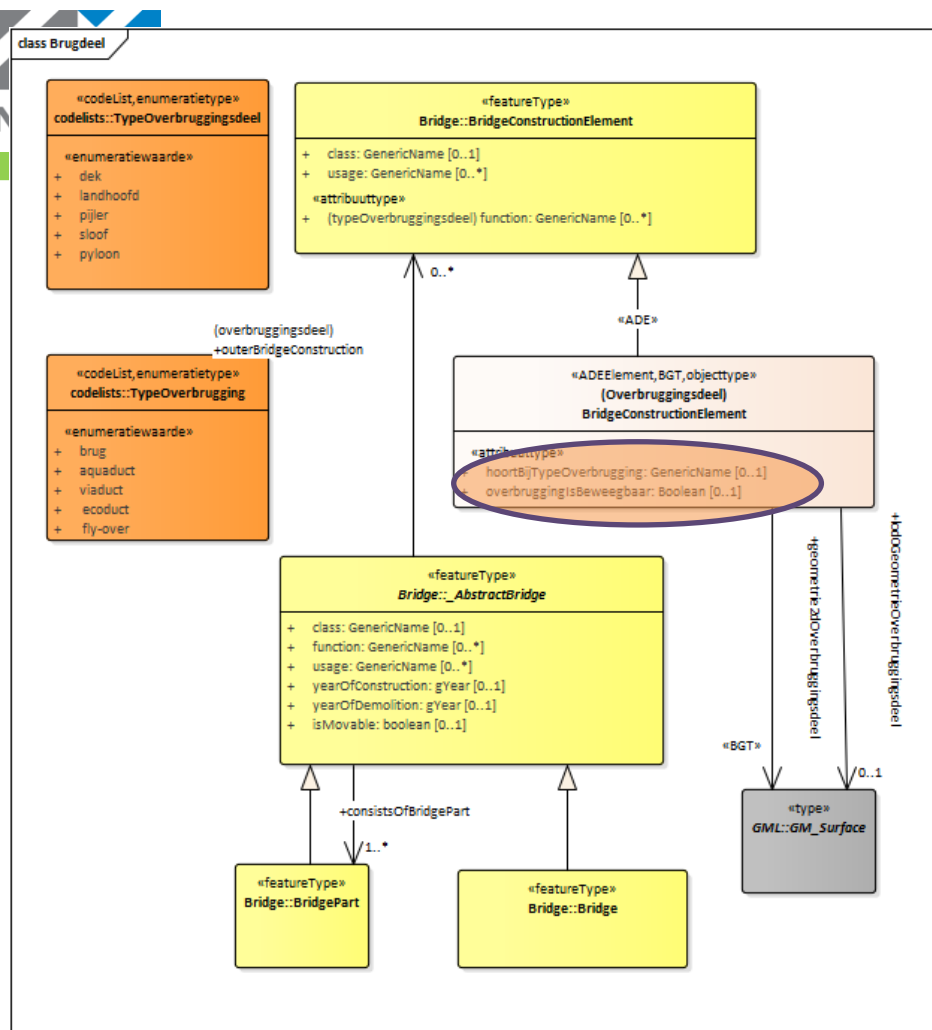 class Brugdeel
«codeList,enumeratietype»
codelists::TypeOverbruggingsdeel
«enumeratiewaarde»
+ dek
+ landhoofd
+ pijler
+ sloof
+ pyloon
«featureType»
Bridge::BridgeConstructionElement
+ class: GenericName [0..1]
+ usage: GenericName [0..*]
«attribuuttype»
+ (typeOverbruggingsdeel) function: GenericName [0..*]
0..*
«ADE»
(overbruggingsdeel)
+outerBridgeConstruction
«codeList,enumeratietype»
codelists::TypeOverbrugging
«enumeratiewaarde»
+ brug
+ aquaduct
+ viaduct
+ ecoduct
+ fly-over
«ADEElement,BGT,objecttype»
(Overbruggingsdeel)
BridgeConstructionElement
«attribuuttype»
+ hoortBijTypeOverbrugging: GenericName [0..1]
+ overbruggingIsBeweegbaar: Boolean [0..1]
+geometrie2dOverbruggingsdeel
+lod0GeometrieOverbruggingsdeel
«featureType»
Bridge::_AbstractBridge
+ class: GenericName [0..1]
+ function: GenericName [0..*]
+ usage: GenericName [0..*]
+ yearOfConstruction: gYear [0..1]
+ yearOfDemolition: gYear [0..1]
+ isMovable: boolean [0..1]
«BGT»
0..1
+consistsOfBridgePart
1..*
«type»
GML::GM_Surface
«featureType»
Bridge::BridgePart
«featureType»
Bridge::Bridge